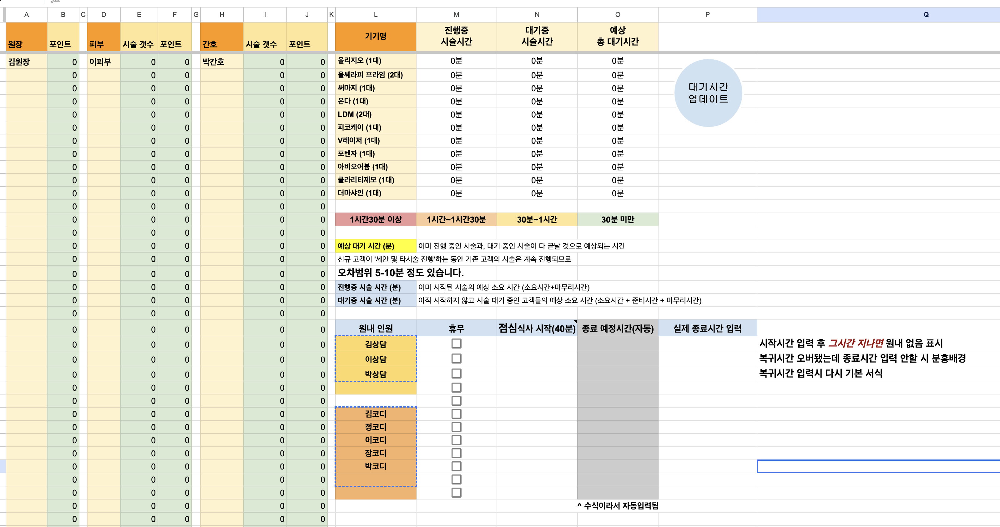 A B C D E F G H I J K L M N O P Q
원장 포인트 피부 시술 갯수 포인트 간호 시술 갯수 포인트 기기명 진행중 시술시간 대기중 시술시간 예상 총 대기시간
김원장 0 이피부 0 0 박간호 0 0 올리지오 (1대) 0분 0분 0분
0 0 0 0 0 울쎄라피 프라임 (2대) 0분 0분 0분
대기시간
업데이트
0 0 0 0 0 써마지 (1대) 0분 0분 0분
0 0 0 0 0 온다 (1대) 0분 0분 0분
0 0 0 0 0 LDM (2대) 0분 0분 0분
0 0 0 0 0 피코케이 (1대) 0분 0분 0분
0 0 0 0 0 V레이저 (1대) 0분 0분 0분
0 0 0 0 0 포텐자 (1대) 0분 0분 0분
0 0 0 0 0 아비오어븀 (1대) 0분 0분 0분
0 0 0 0 0 클라리티제모 (1대) 0분 0분 0분
0 0 0 0 0 더마샤인 (1대) 0분 0분 0분
0 0 0 0 0
0 0 0 0 0 1시간30분 이상 1시간~1시간30분 30분~1시간 30분 미만
0 0 0 0 0
0 0 0 0 0 예상 대기 시간 (분) 이미 진행 중인 시술과, 대기 중인 시술이 다 끝날 것으로 예상되는 시간
0 0 0 0 0 신규 고객이 '세안 및 타시술 진행'하는 동안 기존 고객의 시술은 계속 진행되므로
0 0 0 0 0 오차범위 5-10분 정도 있습니다.
0 0 0 0 0 진행중 시술 시간 (분) 이미 시작된 시술의 예상 소요 시간 (소요시간+마무리시간)
0 0 0 0 0 대기중 시술 시간 (분) 아직 시작하지 않고 시술 대기 중인 고객들의 예상 소요 시간 (소요시간 + 준비시간 + 마무리시간)
0 0 0 0 0
0 0 0 0 0 원내 인원 휴무 점심식사 시작(40분) 종료 예정시간(자동) 실제 종료시간 입력
0 0 0 0 0 김상담 시작시간 입력 후 그시간 지나면 원내 없음 표시
0 0 0 0 0 이상담 복귀시간 오버됐는데 종료시간 입력 안할 시 분홍배경
0 0 0 0 0 박상담 복귀시간 입력시 다시 기본 서식
0 0 0 0 0
0 0 0 0 0
0 0 0 0 0 김코디
0 0 0 0 0 정코디
0 0 0 0 0 이코디
0 0 0 0 0 장코디
0 0 0 0 0 박코디
0 0 0 0 0
0 0 0 0 0
0 0 0 0 0 ^ 수식이라서 자동입력됨
0 0 0 0 0